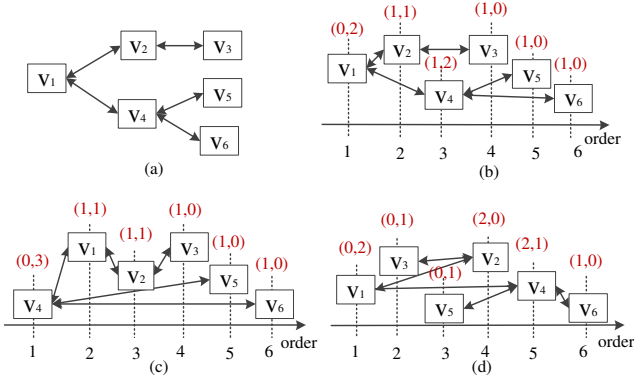 V2 V3
V1
V5
V4
V6
(a)
(1,1) (1,0)
(0,2)
(1,0)
(1,2) (1,0)
V2 V3
V1
V5
V4 V6
order
1 2 3 4 5 6
(b)
(1,1) (1,0)
(1,1)
(1,0)
(0,3) (1,0)
V1 V3
V2 V5
V4 V6
order
1 2 3 4 5 6
(c)
(0,1) (2,0)
(0,2) (2,1)
(1,0)
(0,1)
V3 V2
V1 V4
V5 V6
order
1 2 3 4 5 6
(d)